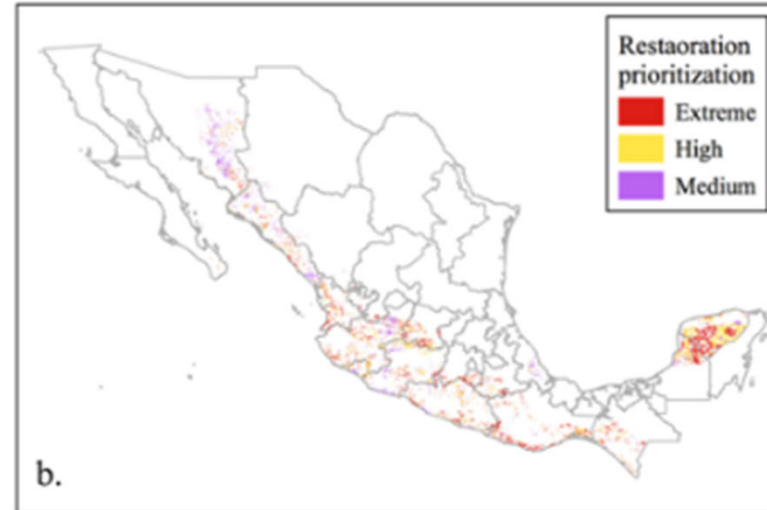 Restaoration
prioritization
Extreme
High
Medium
b.